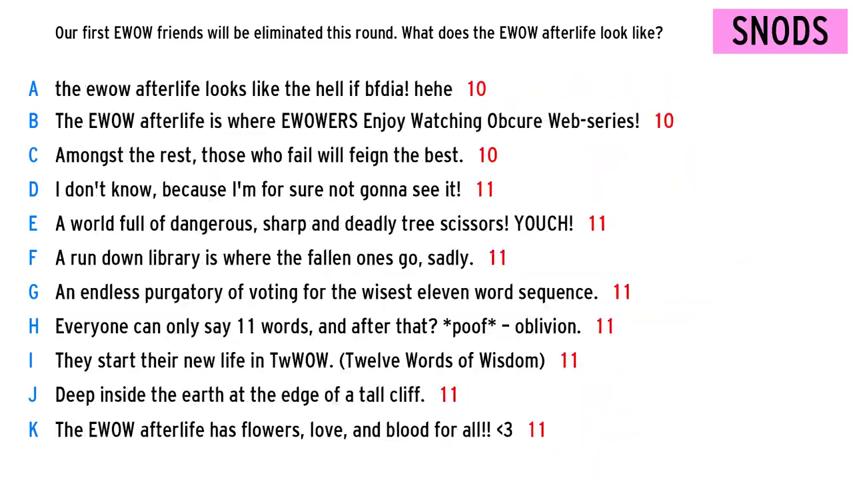 Our first EWOW friends will be eliminated this round. What does the EWOW afterlife look like?
SNODS
A the ewow afterlife looks like the hell if bfdia! hehe 10
B The EWOW afterlife is where EWOWERS Enjoy Watching Obcure Web-series! 10
C Amongst the rest, those who fail will feign the best. 10
D I don't know, because I'm for sure not gonna see it! 11
E A world full of dangerous, sharp and deadly tree scissors! YOUCH! 11
F A run down library is where the fallen ones go, sadly. 11
G An endless purgatory of voting for the wisest eleven word sequence. 11
H Everyone can only say 11 words, and after that? *poof* – oblivion. 11
I They start their new life in TwWOW. (Twelve Words of Wisdom) 11
J Deep inside the earth at the edge of a tall cliff. 11
K The EWOW afterlife has flowers, love, and blood for all!! <3 11